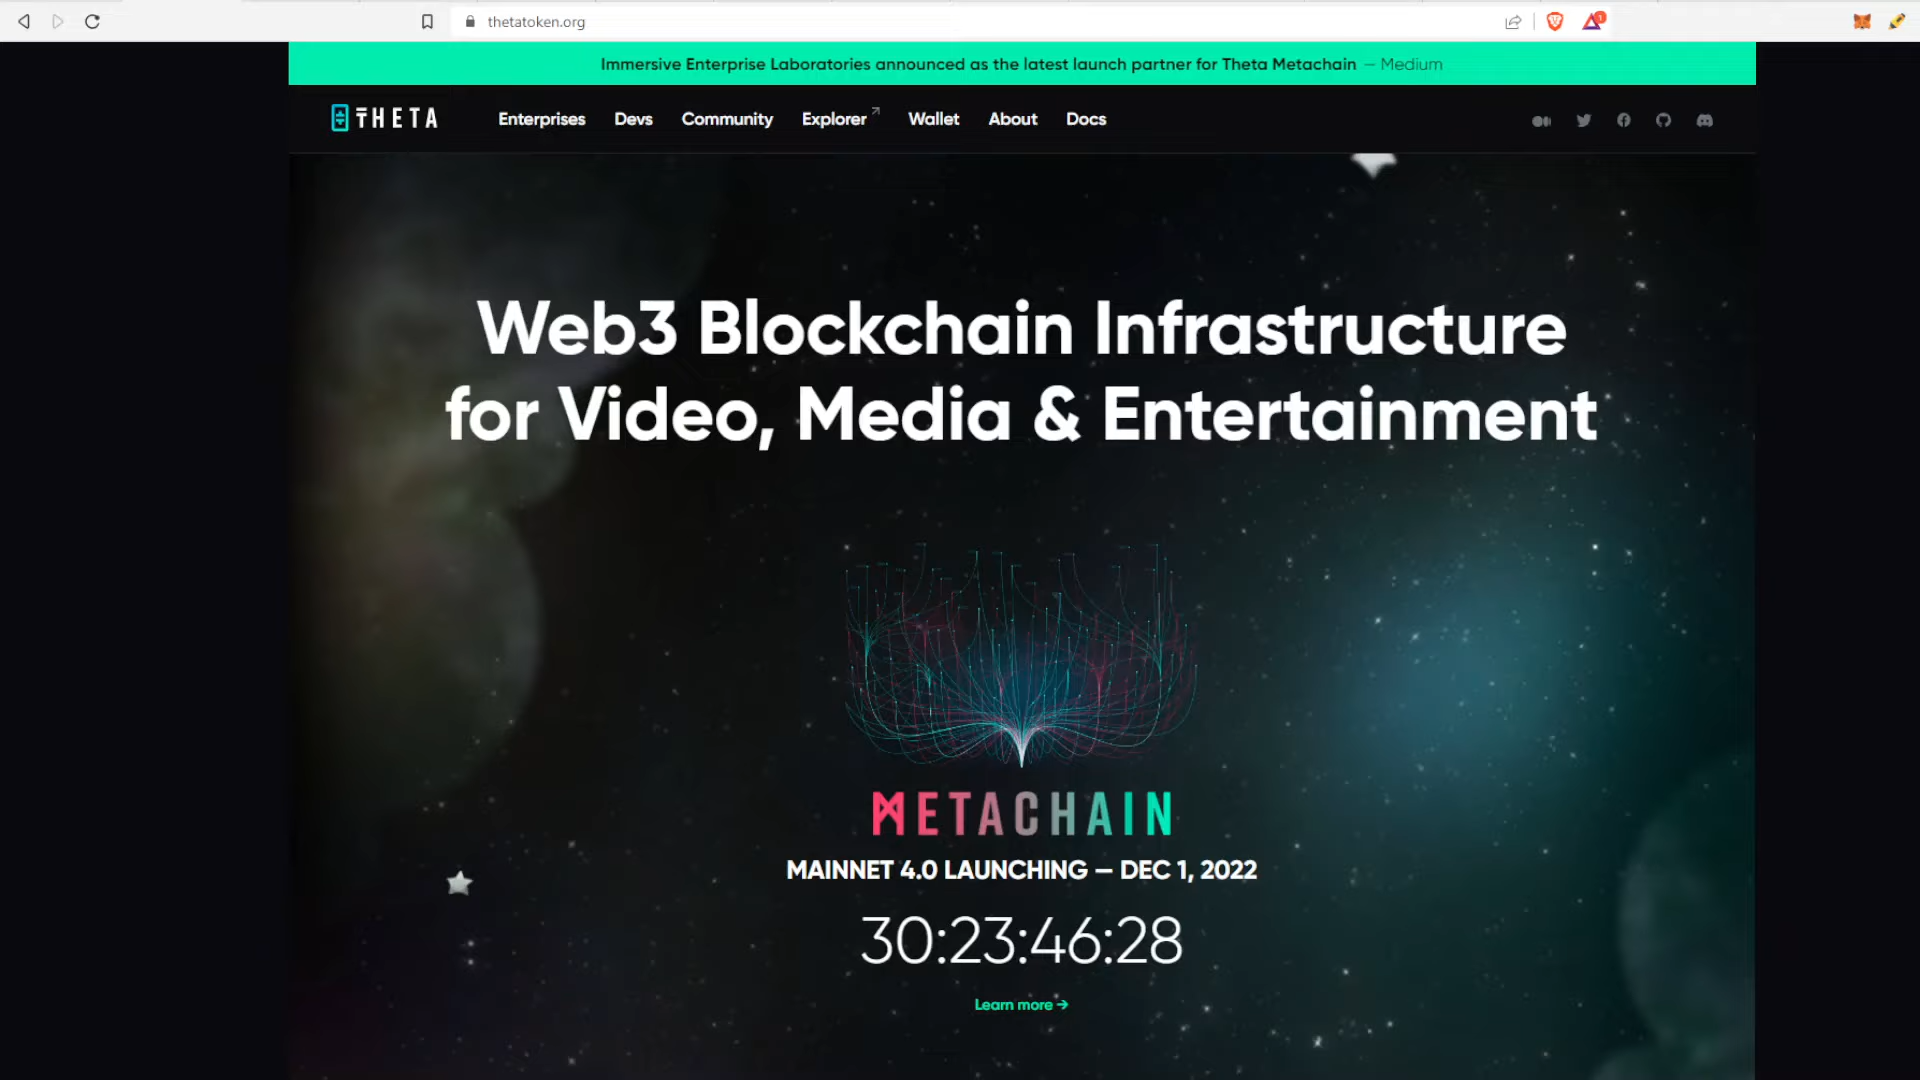 thetatoken.org
1
Immersive Enterprise Laboratories announced as the latest launch partner for Theta Metachain — Medium
THETA Enterprises Devs Community Explorer Wallet About Docs
Web3 Blockchain Infrastructure
for Video, Media & Entertainment
METACHAIN
MAINNET 4.0 LAUNCHING — DEC 1, 2022
30:23:46:28
Learn more →